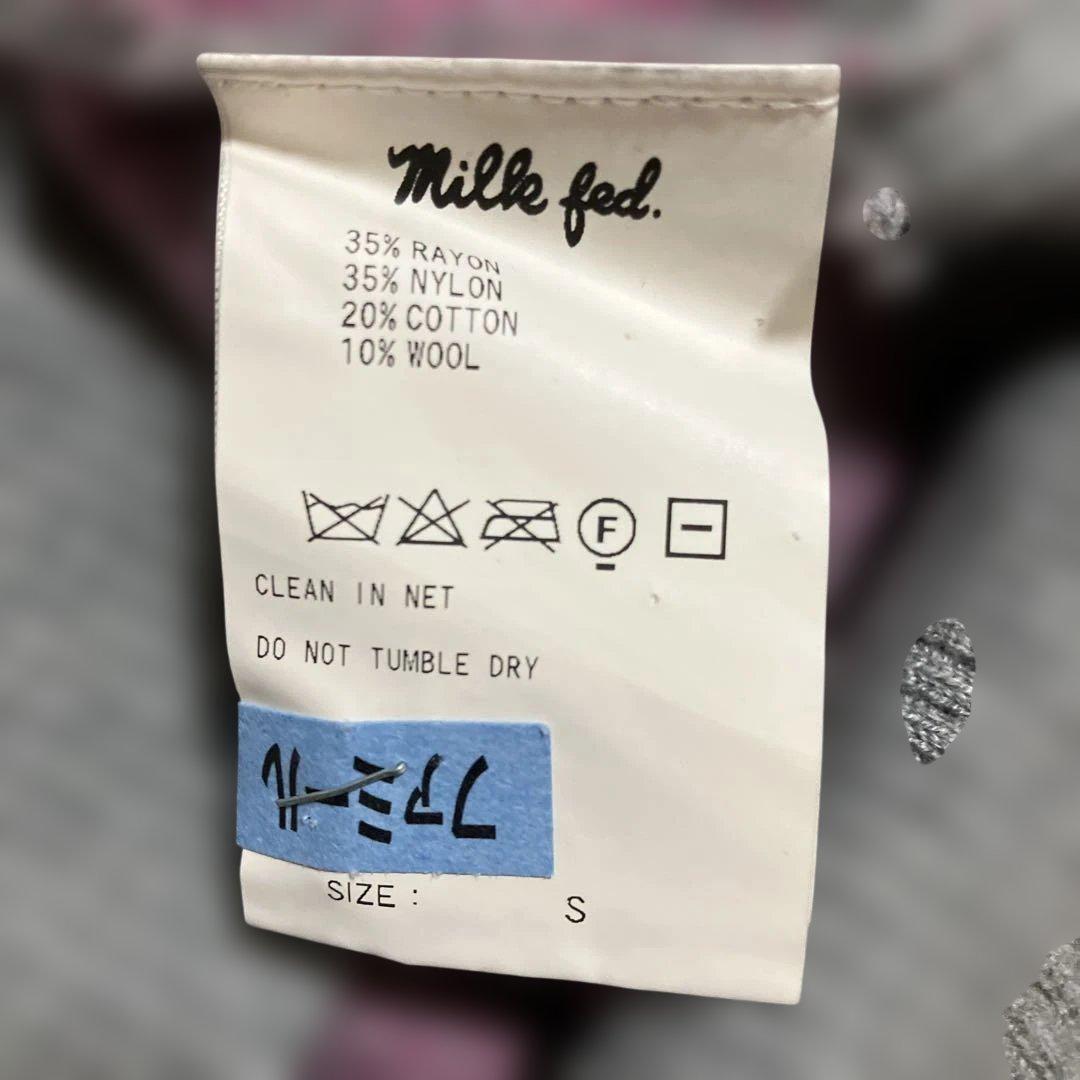 Milk fed.
35% RAYON
35% NYLON
20% COTTON
10% WOOL
F
CLEAN IN NET
DO NOT TUMBLE DRY
SIZE : S